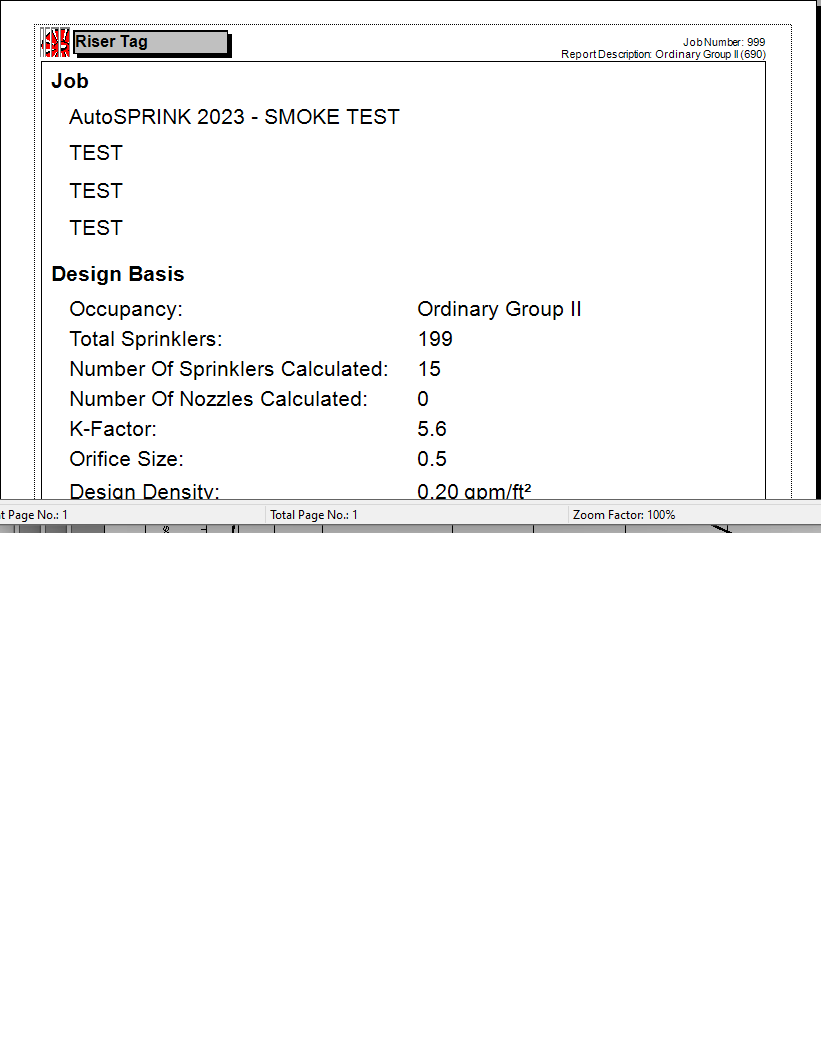 Riser Tag
Job Number: 999
Report Description: Ordinary Group II (690)
Job
AutoSPRINK 2023 - SMOKE TEST
TEST
TEST
TEST
Design Basis
Occupancy: Ordinary Group II
Total Sprinklers: 199
Number Of Sprinklers Calculated: 15
Number Of Nozzles Calculated: 0
K-Factor: 5.6
Orifice Size: 0.5
Design Density: 0.20 gpm/ft²
t Page No.: 1 Total Page No.: 1 Zoom Factor: 100%